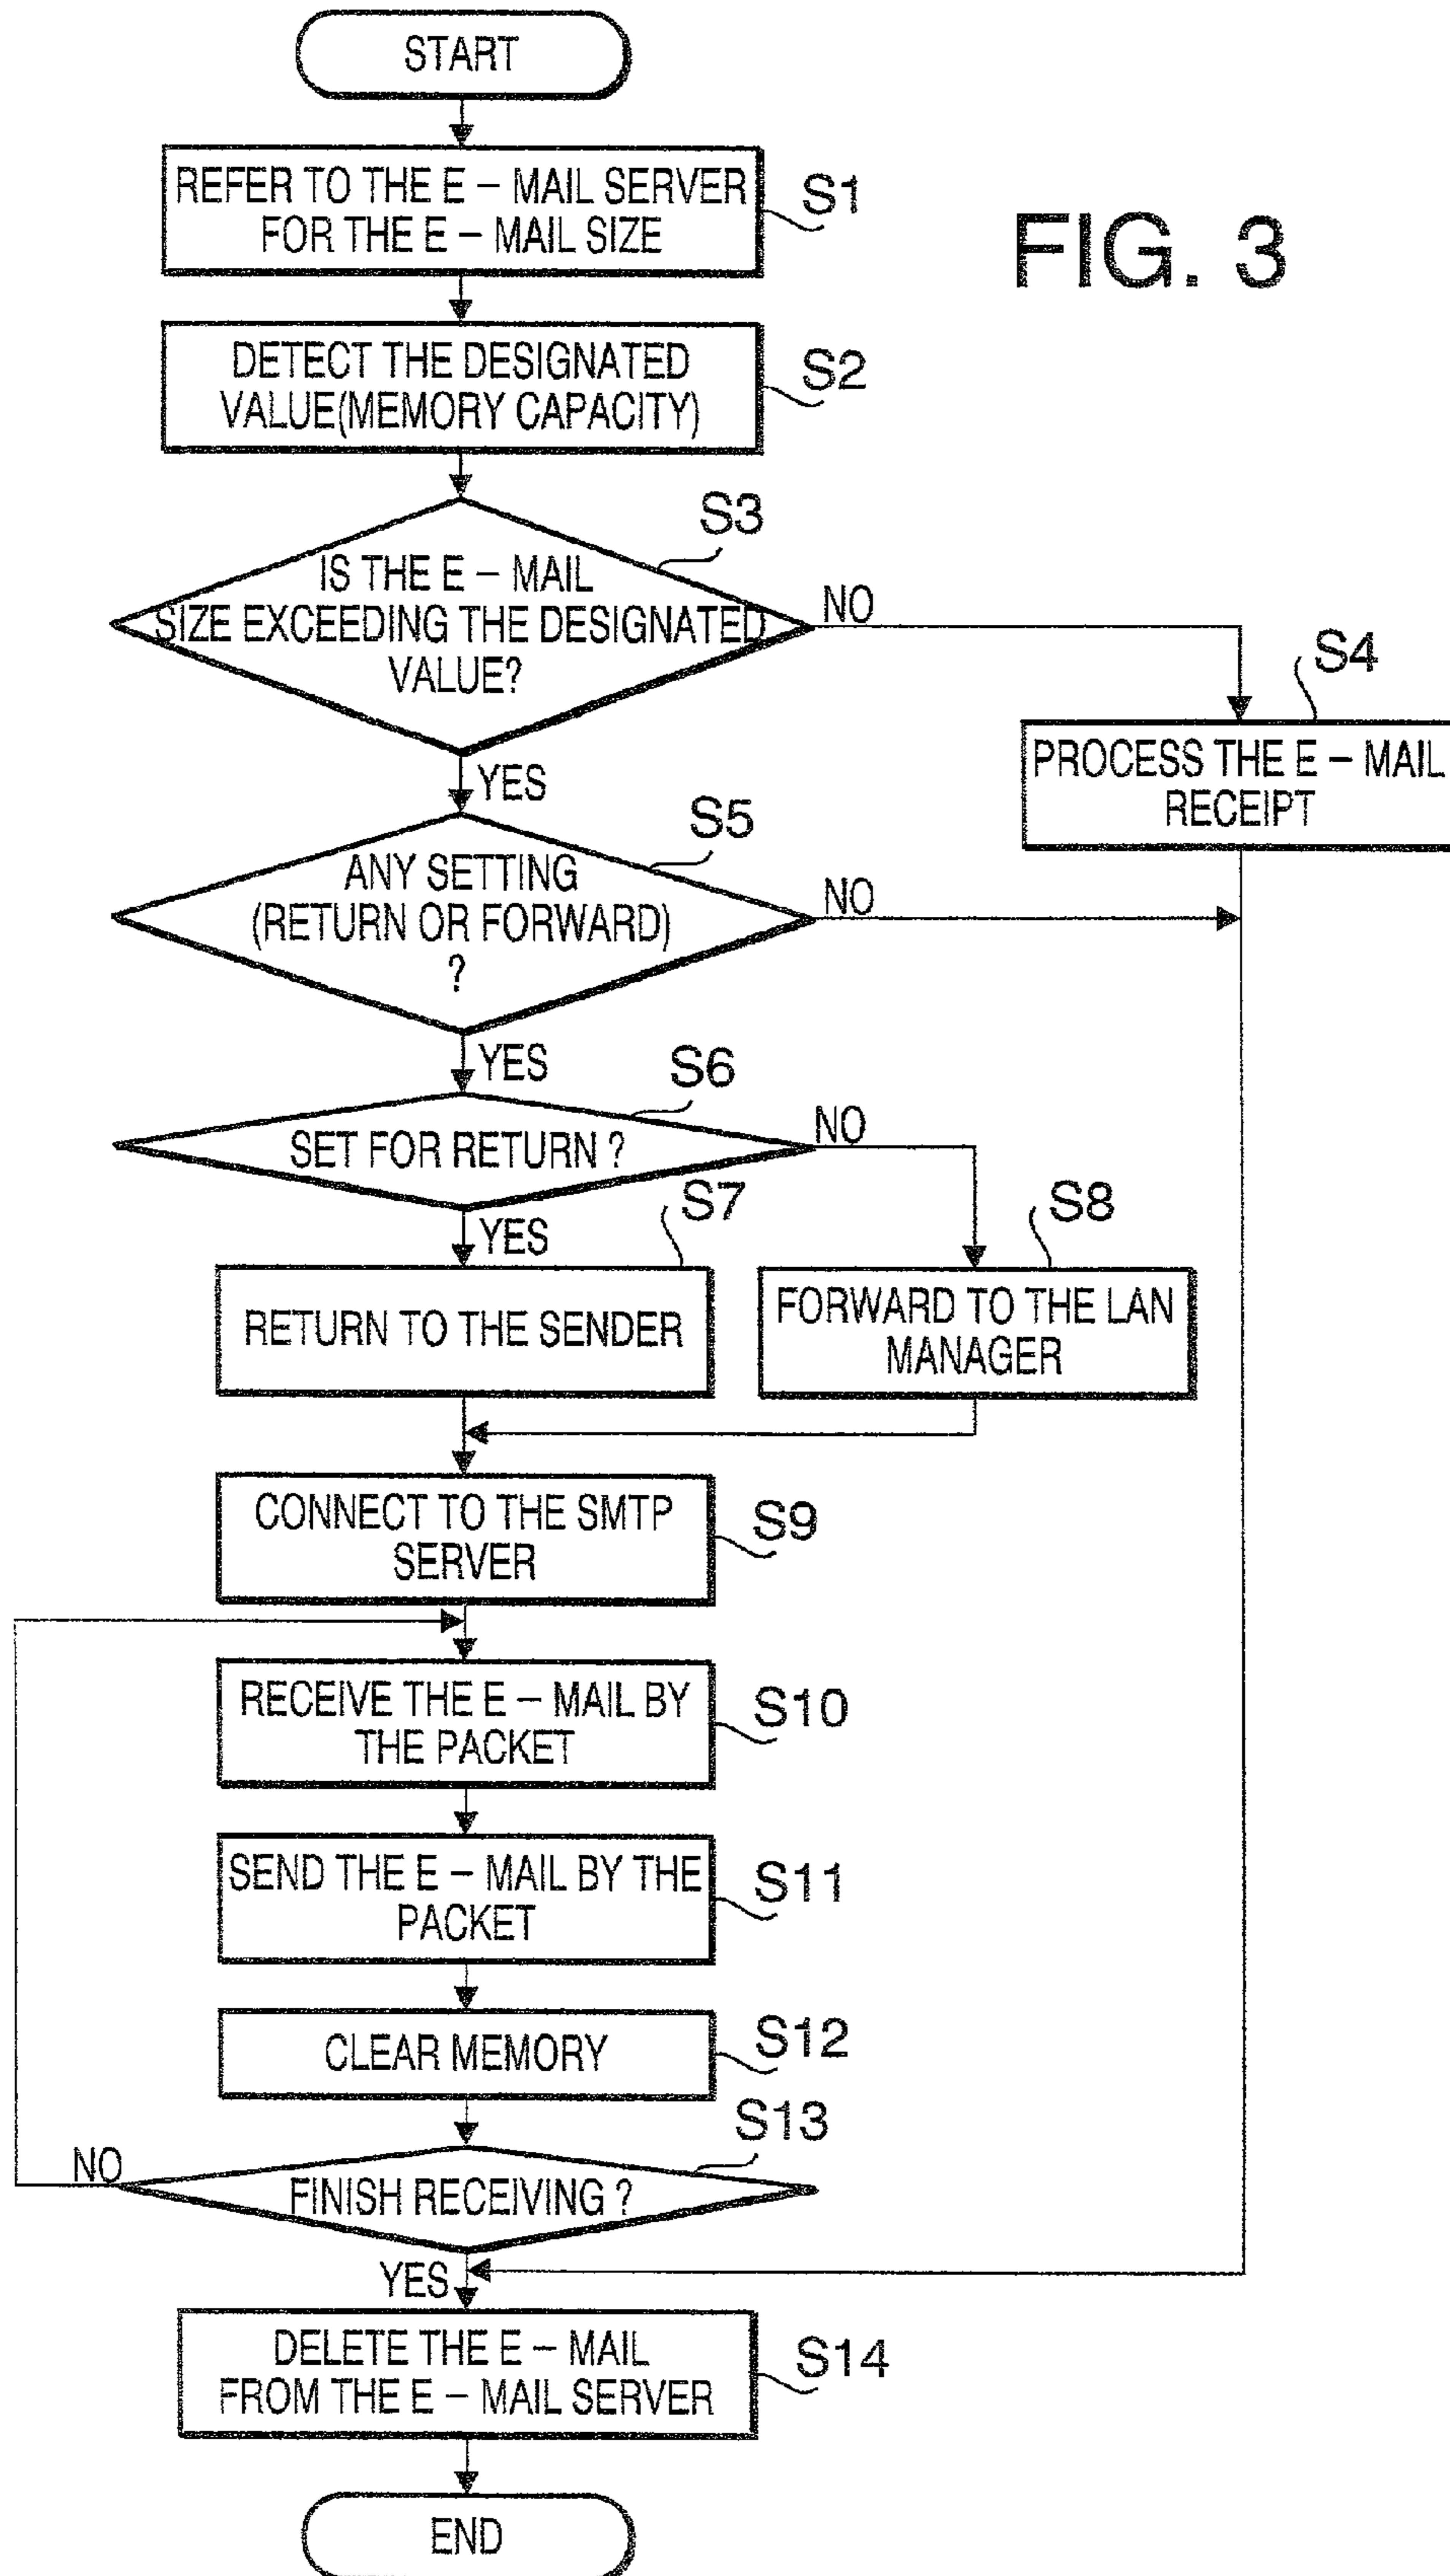 START
REFER TO THE E – MAIL SERVER
FOR THE E – MAIL SIZE
S1
FIG. 3
DETECT THE DESIGNATED
VALUE(MEMORY CAPACITY)
S2
S3
IS THE E – MAIL
SIZE EXCEEDING THE DESIGNATED
VALUE?
NO
S4
PROCESS THE E – MAIL
RECEIPT
YES
S5
ANY SETTING
(RETURN OR FORWARD)
?
NO
YES
S6
SET FOR RETURN ?
NO
YES
S7
RETURN TO THE SENDER
S8
FORWARD TO THE LAN
MANAGER
CONNECT TO THE SMTP
SERVER
S9
RECEIVE THE E – MAIL BY
THE PACKET
S10
SEND THE E – MAIL BY THE
PACKET
S11
CLEAR MEMORY
S12
S13
NO
FINISH RECEIVING ?
YES
DELETE THE E – MAIL
FROM THE E – MAIL SERVER
S14
END